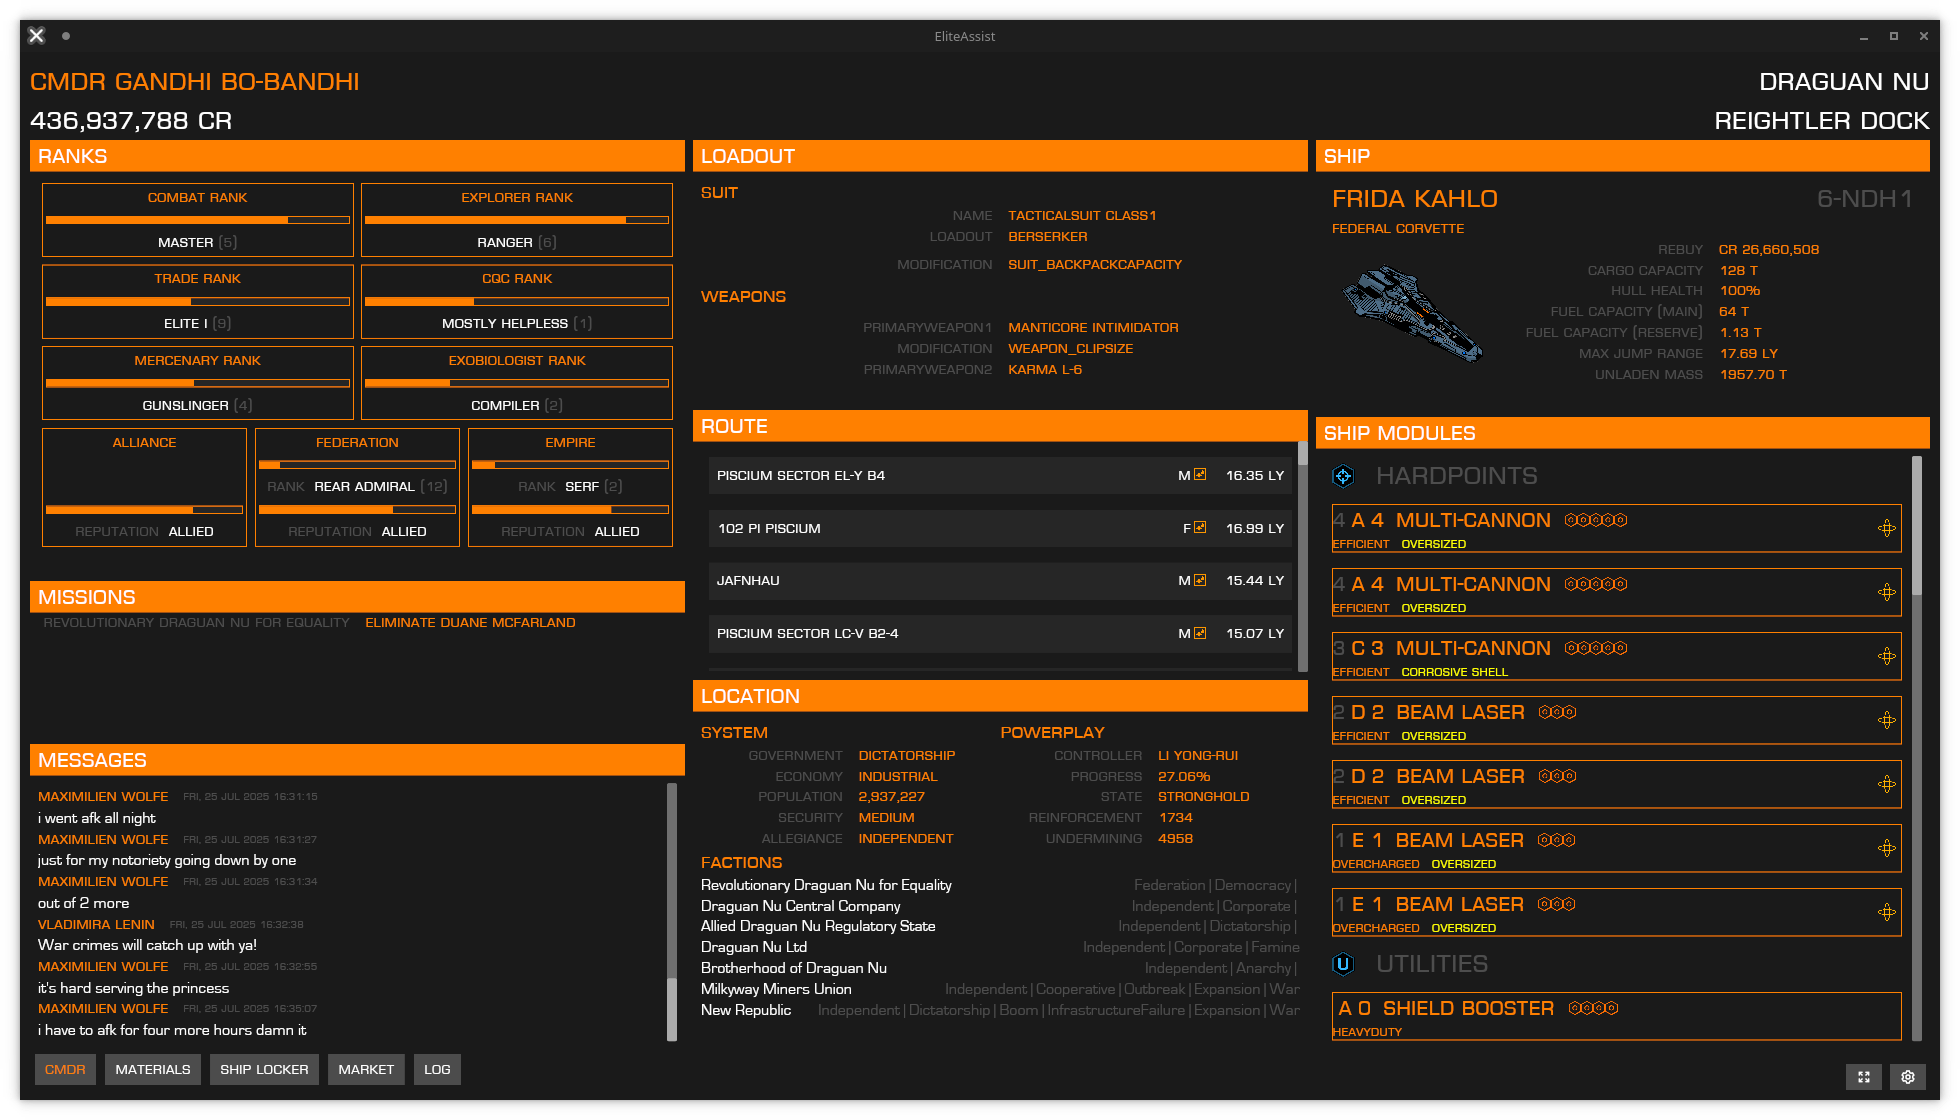 EliteAssist
CMDR GANDHI BO-BANDHI
DRAGUAN NU
436,937,788 CR
REIGHTLER DOCK
RANKS
COMBAT RANK
MASTER (5)
EXPLORER RANK
RANGER (6)
TRADE RANK
ELITE I (9)
CQC RANK
MOSTLY HELPLESS (1)
MERCENARY RANK
GUNSLINGER (4)
EXOBIOLOGIST RANK
COMPILER (2)
ALLIANCE
REPUTATION ALLIED
FEDERATION
RANK REAR ADMIRAL (12)
REPUTATION ALLIED
EMPIRE
RANK SERF (2)
REPUTATION ALLIED
MISSIONS
REVOLUTIONARY DRAGUAN NU FOR EQUALITY ELIMINATE DUANE MCFARLAND
MESSAGES
MAXIMILIEN WOLFE FRI, 25 JUL 2025 16:31:15
i went afk all night
MAXIMILIEN WOLFE FRI, 25 JUL 2025 16:31:27
just for my notoriety going down by one
MAXIMILIEN WOLFE FRI, 25 JUL 2025 16:31:34
out of 2 more
VLADIMIRA LENIN FRI, 25 JUL 2025 16:32:38
War crimes will catch up with ya!
MAXIMILIEN WOLFE FRI, 25 JUL 2025 16:32:55
it's hard serving the princess
MAXIMILIEN WOLFE FRI, 25 JUL 2025 16:35:07
i have to afk for four more hours damn it
LOADOUT
SUIT
NAME TACTICALSUIT CLASS1
LOADOUT BERSERKER
MODIFICATION SUIT_BACKPACKCAPACITY
WEAPONS
PRIMARYWEAPON1 MANTICORE INTIMIDATOR
MODIFICATION WEAPON_CLIPSIZE
PRIMARYWEAPON2 KARMA L-6
ROUTE
PISCIUM SECTOR EL-Y B4 M 16.35 LY
102 PI PISCIUM F 16.99 LY
JAFNHAU M 15.44 LY
PISCIUM SECTOR LC-V B2-4 M 15.07 LY
LOCATION
SYSTEM
GOVERNMENT DICTATORSHIP
ECONOMY INDUSTRIAL
POPULATION 2,937,227
SECURITY MEDIUM
ALLEGIANCE INDEPENDENT
POWERPLAY
CONTROLLER LI YONG-RUI
PROGRESS 27.06%
STATE STRONGHOLD
REINFORCEMENT 1734
UNDERMINING 4958
FACTIONS
Revolutionary Draguan Nu for Equality Federation | Democracy |
Draguan Nu Central Company Independent | Corporate |
Allied Draguan Nu Regulatory State Independent | Dictatorship |
Draguan Nu Ltd Independent | Corporate | Famine
Brotherhood of Draguan Nu Independent | Anarchy |
Milkyway Miners Union Independent | Cooperative | Outbreak | Expansion | War
New Republic Independent | Dictatorship | Boom | InfrastructureFailure | Expansion | War
SHIP
FRIDA KAHLO 6-NDH1
FEDERAL CORVETTE
REBUY CR 26,660,508
CARGO CAPACITY 128 T
HULL HEALTH 100%
FUEL CAPACITY (MAIN) 64 T
FUEL CAPACITY (RESERVE) 1.13 T
MAX JUMP RANGE 17.69 LY
UNLADEN MASS 1957.70 T
SHIP MODULES
HARDPOINTS
4 A 4 MULTI-CANNON
EFFICIENT OVERSIZED
4 A 4 MULTI-CANNON
EFFICIENT OVERSIZED
3 C 3 MULTI-CANNON
EFFICIENT CORROSIVE SHELL
2 D 2 BEAM LASER
EFFICIENT OVERSIZED
2 D 2 BEAM LASER
EFFICIENT OVERSIZED
1 E 1 BEAM LASER
OVERCHARGED OVERSIZED
1 E 1 BEAM LASER
OVERCHARGED OVERSIZED
U UTILITIES
A 0 SHIELD BOOSTER
HEAVYDUTY
CMDR MATERIALS SHIP LOCKER MARKET LOG